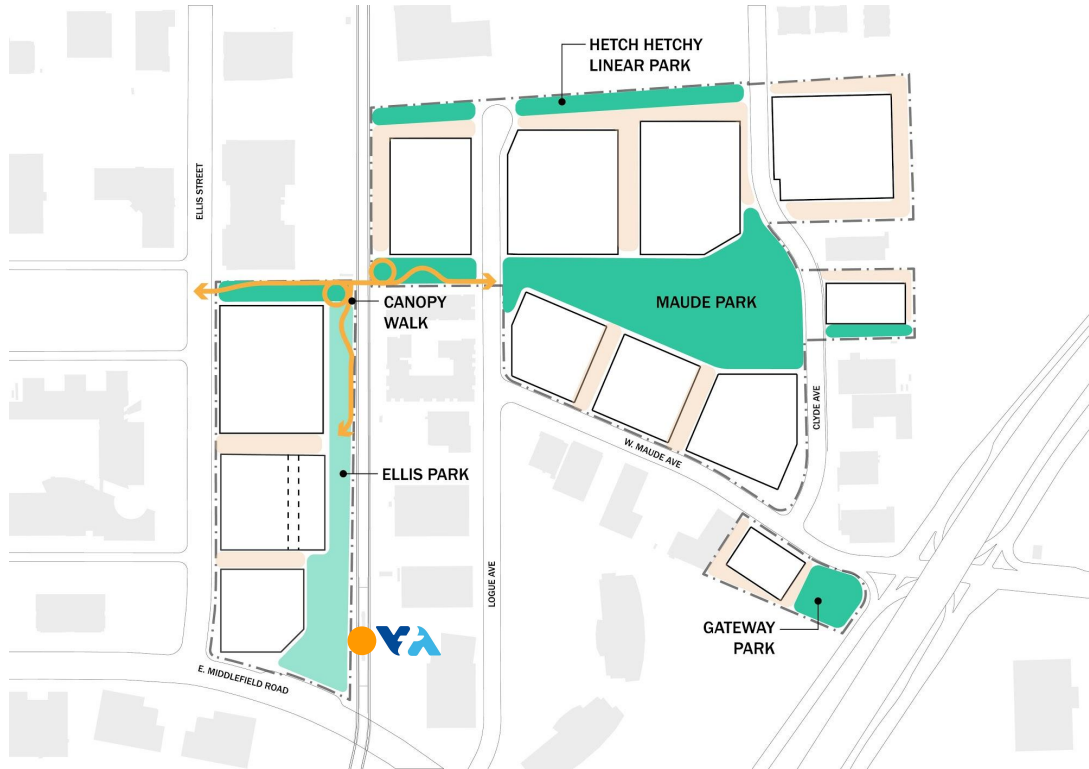 HETCH HETCHY
LINEAR PARK
ELLIS STREET
CANOPY
WALK
MAUDE PARK
CLYDE AVE
W. MAUDE AVE
ELLIS PARK
LOGUE AVE
GATEWAY
PARK
VTA
E. MIDDLEFIELD ROAD